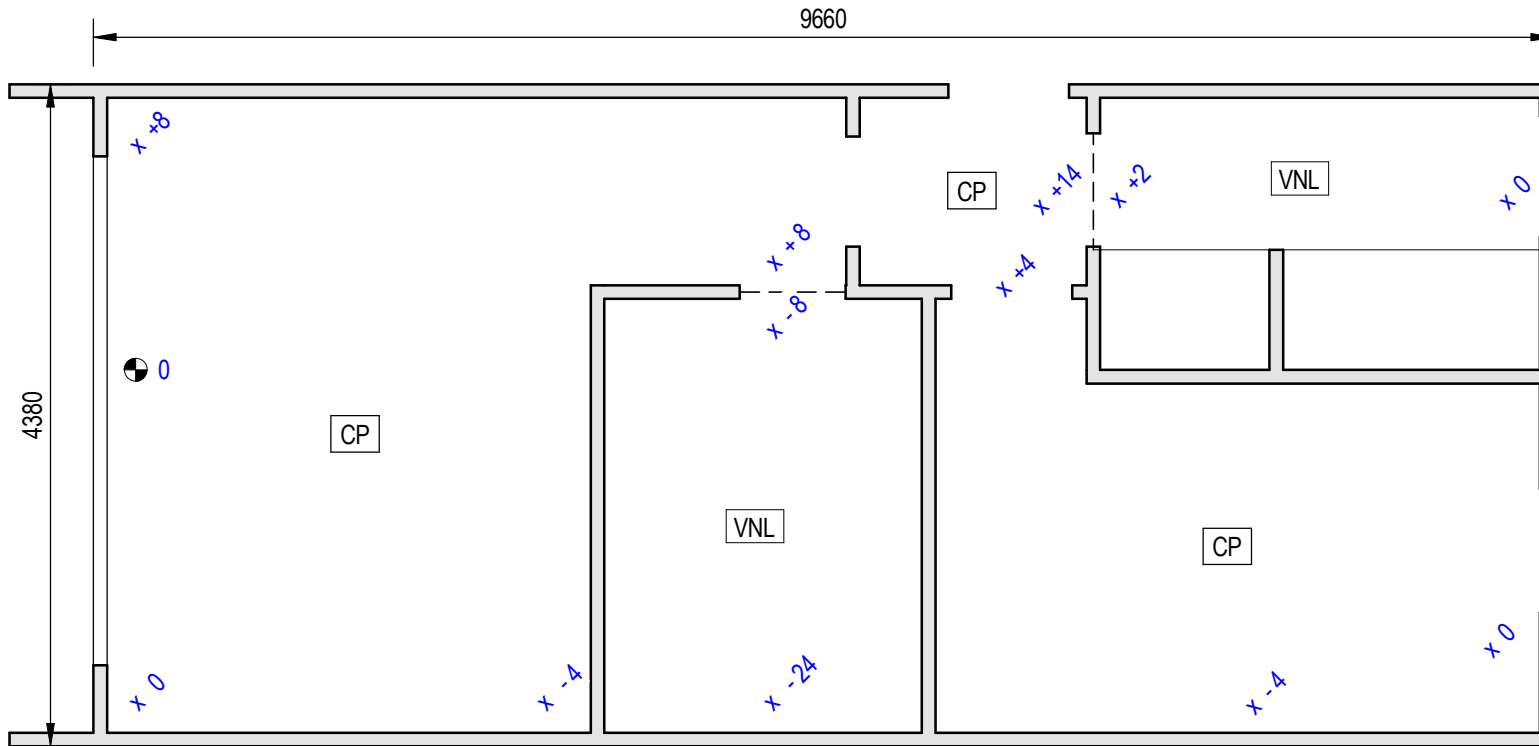 9660
x +8
CP
VNL
x +14
x +2
x 0
x +8
x +4
x - 8
0
4380
CP
VNL
CP
x 0
x 0
x -4
x - 24
x -4